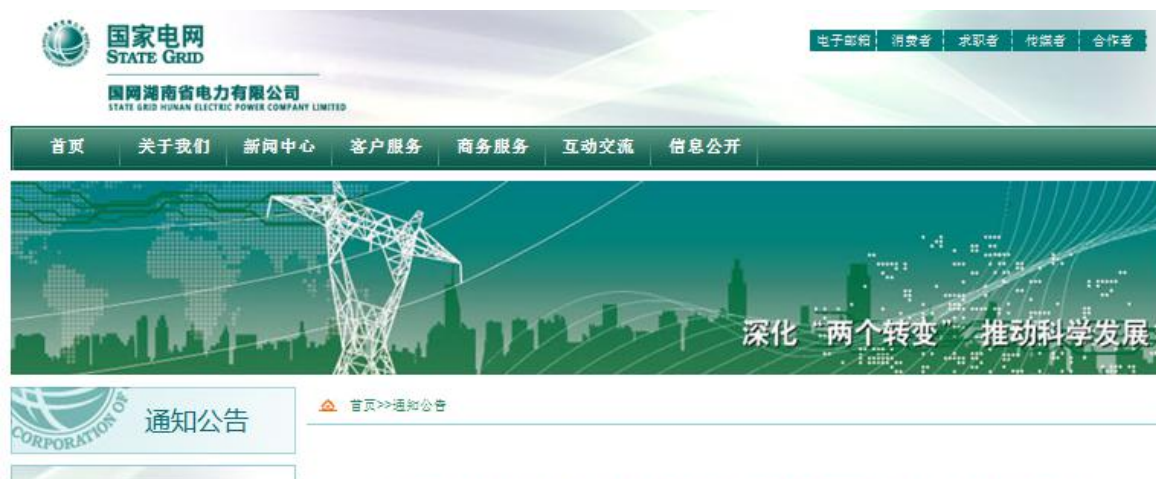 国家电网
STATE GRID
国网湖南省电力有限公司
STATE GRID HUNAN ELECTRIC POWER COMPANY LIMITED
电子邮箱 消费者 求职者 传媒者 合作者
首页 关于我们 新闻中心 客户服务 商务服务 互动交流 信息公开
深化“两个转变” 推动科学发展
CORPORATION OF
通知公告
首页>>通知公告